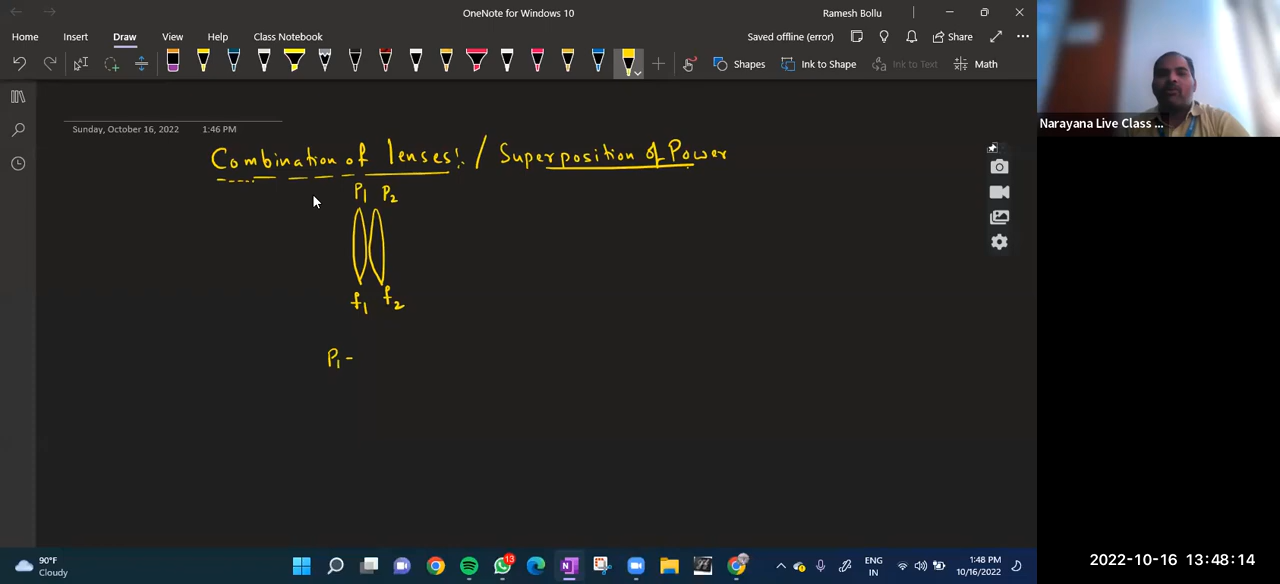 OneNote for Windows 10
Ramesh Bollu
Home Insert Draw View Help Class Notebook
Saved offline (error)
Share
Shapes
Ink to Shape
Ink to Text
Math
Narayana Live Class ...
Sunday, October 16, 2022 1:46 PM
Combination of lenses: / Superposition of Power
P1 P2
f1 f2
P1 -
90°F
Cloudy
13
ENG
IN
1:48 PM
10/16/2022
2022-10-16 13:48:14